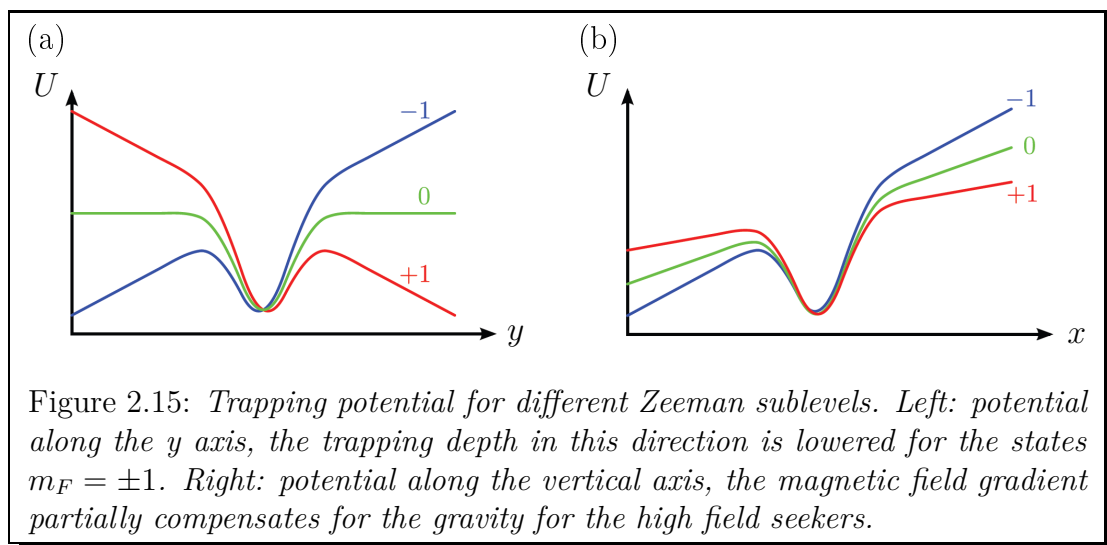 (a)
(b)
U
−1
0
+1
y
U
−1
0
+1
x
Figure 2.15: Trapping potential for different Zeeman sublevels. Left: potential
along the y axis, the trapping depth in this direction is lowered for the states
m_F = ±1. Right: potential along the vertical axis, the magnetic field gradient
partially compensates for the gravity for the high field seekers.